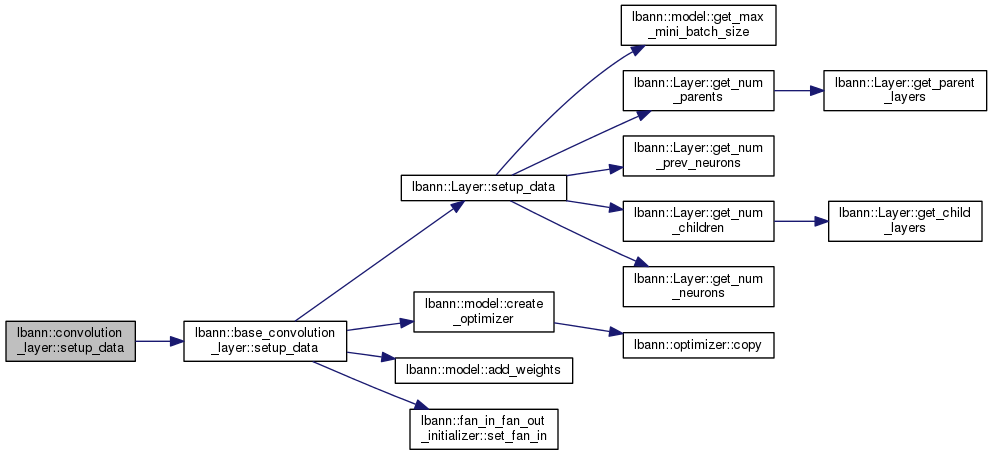 lbann::convolution
_layer::setup_data
lbann::base_convolution
_layer::setup_data
lbann::Layer::setup_data
lbann::model::get_max
_mini_batch_size
lbann::Layer::get_num
_parents
lbann::Layer::get_parent
_layers
lbann::Layer::get_num
_prev_neurons
lbann::Layer::get_num
_children
lbann::Layer::get_child
_layers
lbann::Layer::get_num
_neurons
lbann::model::create
_optimizer
lbann::optimizer::copy
lbann::model::add_weights
lbann::fan_in_fan_out
_initializer::set_fan_in